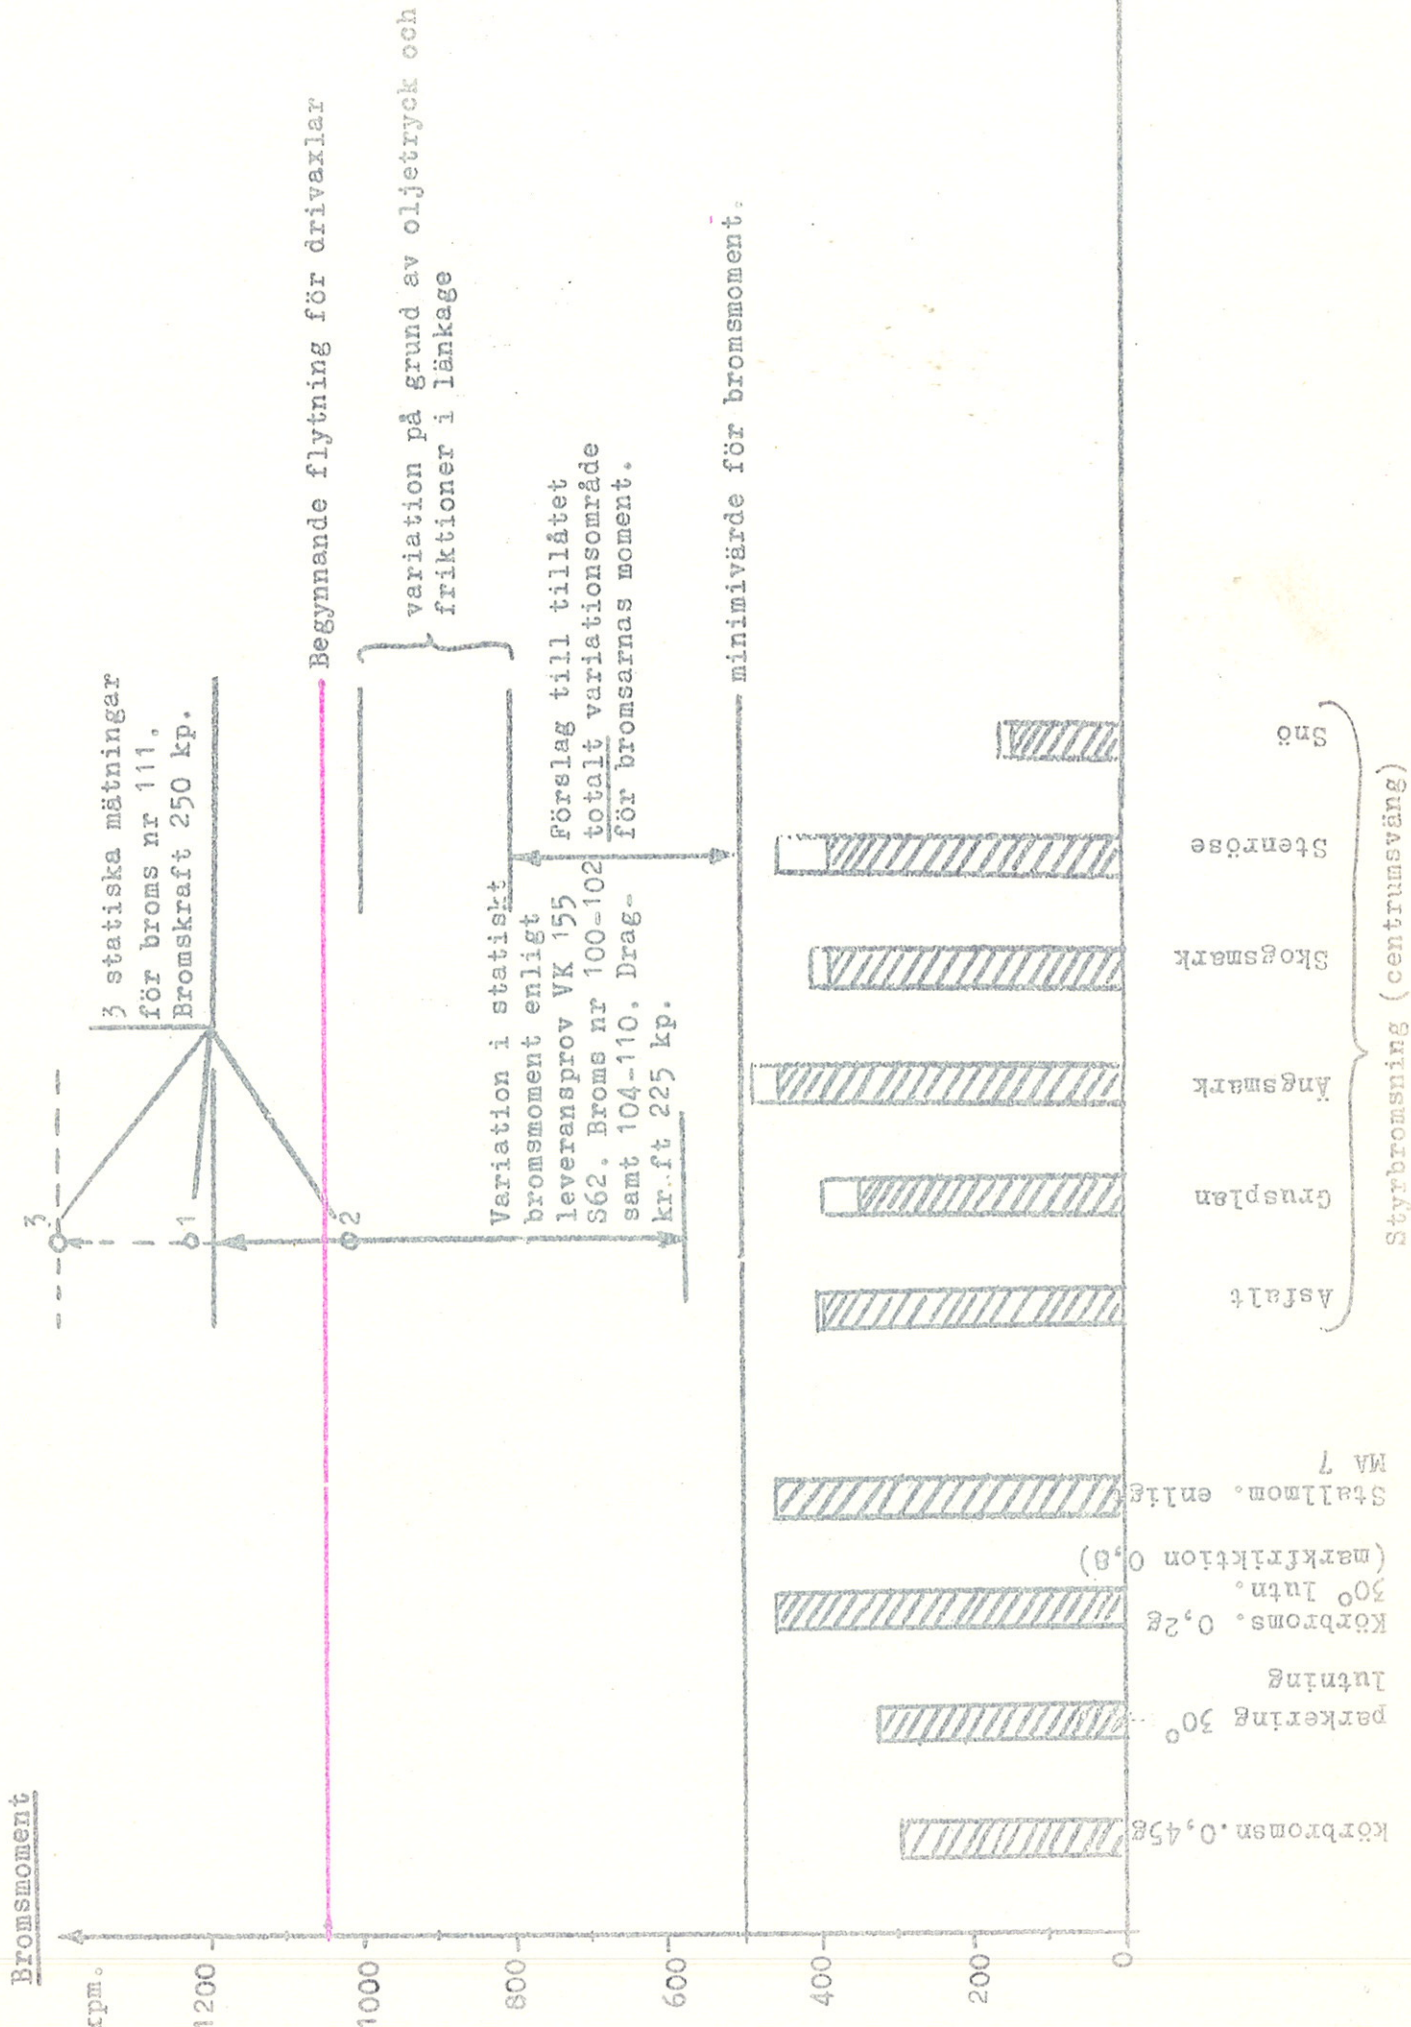 Bromsmoment
kpm.
1200
1000
800
600
400
200
0
3 statiska mätningar
för broms nr 111.
Bromskraft 250 kp.
3
1
2
Begynnande flytning för drivaxlar
variation på grund av oljetryck och
friktioner i länkage
Variation i statiskt
bromsmoment enligt
leveransprov VK 155
S62. Broms nr 100-102
samt 104-110. Drag-
kr.ft 225 kp.
Förslag till tillåtet
totalt variationsområde
för bromsarnas moment.
minimivärde för bromsmoment.
körbromsn.0,45g
parkering 30°
lutning
Körbroms. 0,2g
30° lutn.
(markfriktion 0,8)
Stallmom. enligt
MA 7
Asfalt
Grusplan
Ängsmark
Skogsmark
Stenröse
Snö
Styrbromsning (centrumsväng)